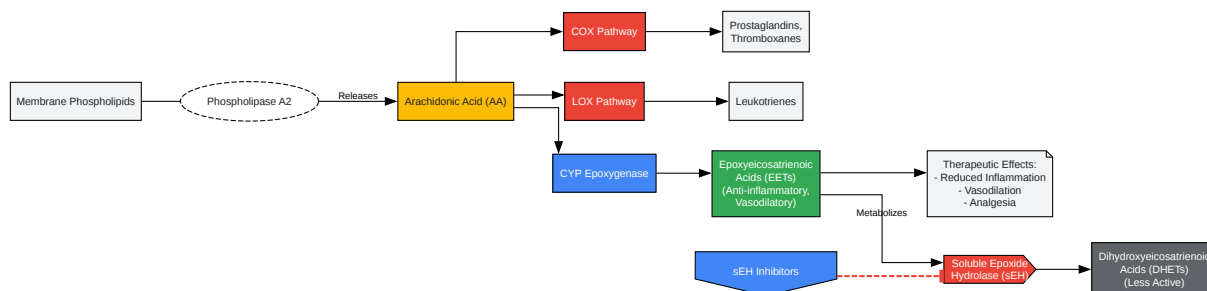 COX Pathway
Prostaglandins,
Thromboxanes
Membrane Phospholipids
Phospholipase A2
Releases
Arachidonic Acid (AA)
LOX Pathway
Leukotrienes
CYP Epoxygenase
Epoxyeicosatrienoic
Acids (EETs)
(Anti-inflammatory,
Vasodilatory)
Therapeutic Effects:
- Reduced Inflammation
- Vasodilation
- Analgesia
Metabolizes
sEH Inhibitors
Soluble Epoxide
Hydrolase (sEH)
Dihydroxyeicosatrienoic
Acids (DHETs)
(Less Active)